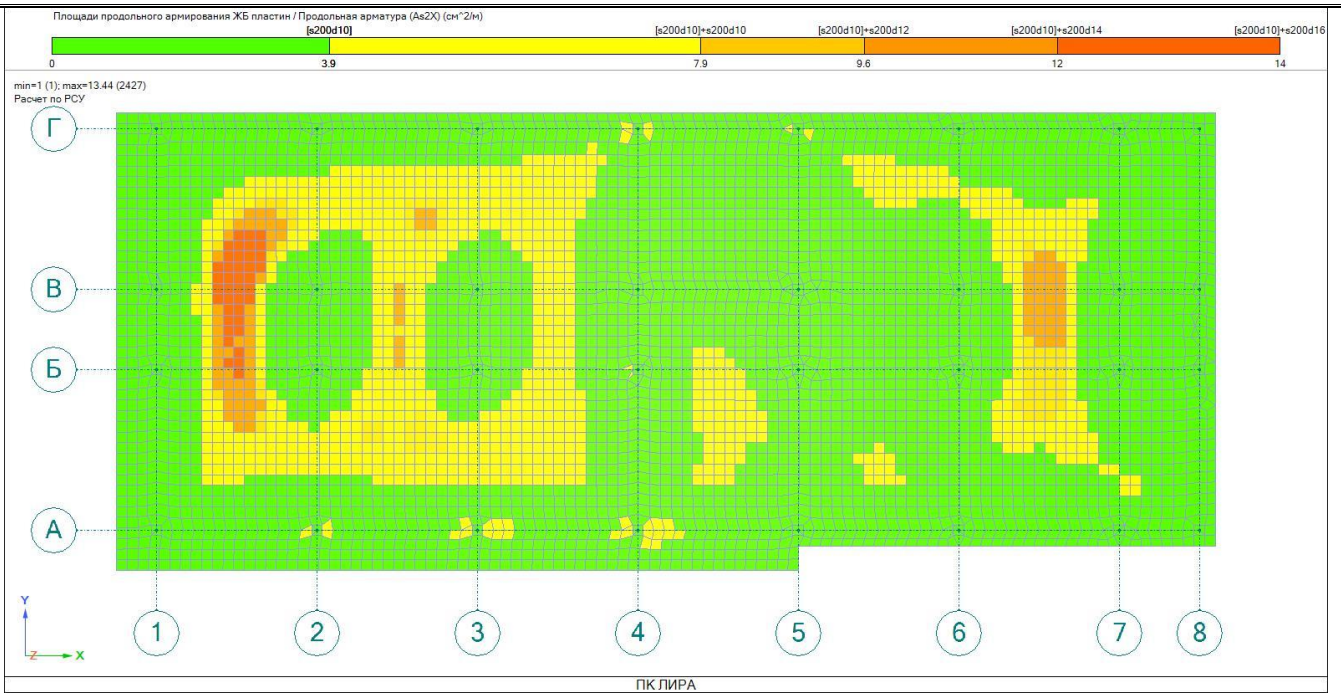 Площади продольного армирования ЖБ пластин / Продольная арматура (As2X) (см^2/м)
[s200d10] [s200d10]+s200d10 [s200d10]+s200d12 [s200d10]+s200d14 [s200d10]+s200d16
0 3.9 7.9 9.6 12 14
min=1 (1); max=13.44 (2427)
Расчет по РСУ
Г
В
Б
А
Y
Z X
1 2 3 4 5 6 7 8
ПК ЛИРА